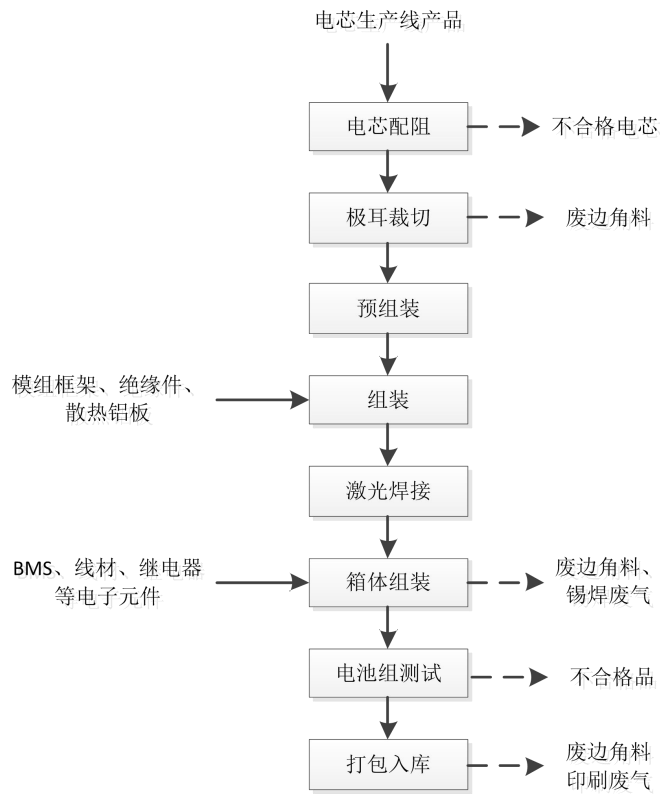 电芯生产线产品
电芯配阻
不合格电芯
极耳裁切
废边角料
预组装
模组框架、绝缘件、
散热铝板
组装
激光焊接
BMS、线材、继电器
等电子元件
箱体组装
废边角料、
锡焊废气
电池组测试
不合格品
打包入库
废边角料
印刷废气